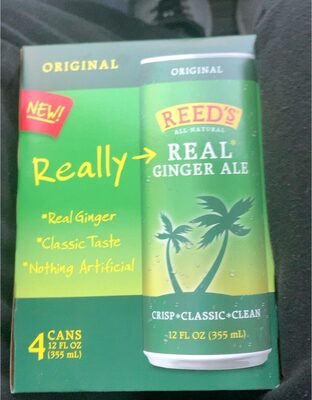 ORIGINAL
NEW!
Really
*Real Ginger
*Classic Taste
*Nothing Artificial
4 CANS
12 FL OZ
(355 mL)
ORIGINAL
REED'S
ALL-NATURAL
REAL*
GINGER ALE
CRISP*CLASSIC*CLEAN
12 FL OZ (355 mL)